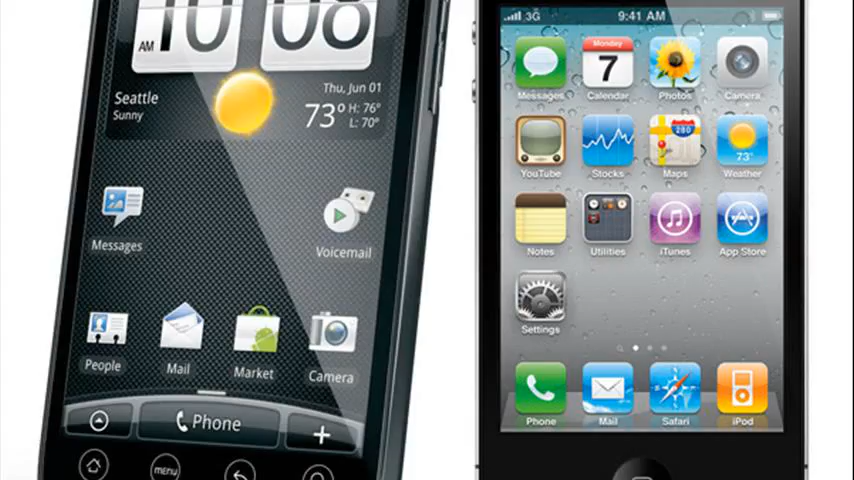 AM 10 08
Seattle
Sunny
Thu, Jun 01
73° H: 76°
L: 70°
Messages
Voicemail
People
Mail
Market
Camera
Phone
+
MENU
3G 9:41 AM
Monday
7
Messages
Calendar
Photos
Camera
280
73°
YouTube
Stocks
Maps
Weather
Notes
Utilities
iTunes
App Store
Settings
Phone
Mail
Safari
iPod